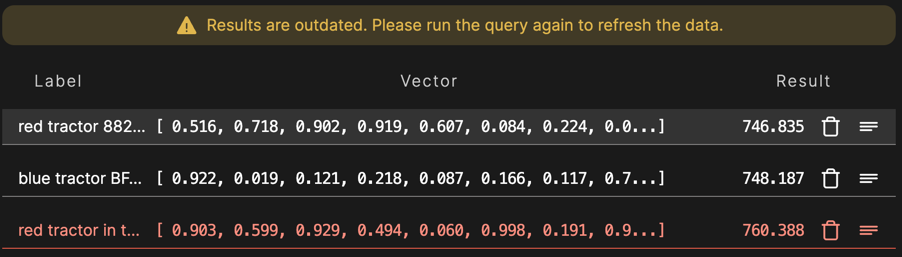 Results are outdated. Please run the query again to refresh the data.
Label Vector Result
red tractor 882... [ 0.516, 0.718, 0.902, 0.919, 0.607, 0.084, 0.224, 0.0...] 746.835
blue tractor BF... [ 0.922, 0.019, 0.121, 0.218, 0.087, 0.166, 0.117, 0.7...] 748.187
red tractor in t... [ 0.903, 0.599, 0.929, 0.494, 0.060, 0.998, 0.191, 0.9...] 760.388